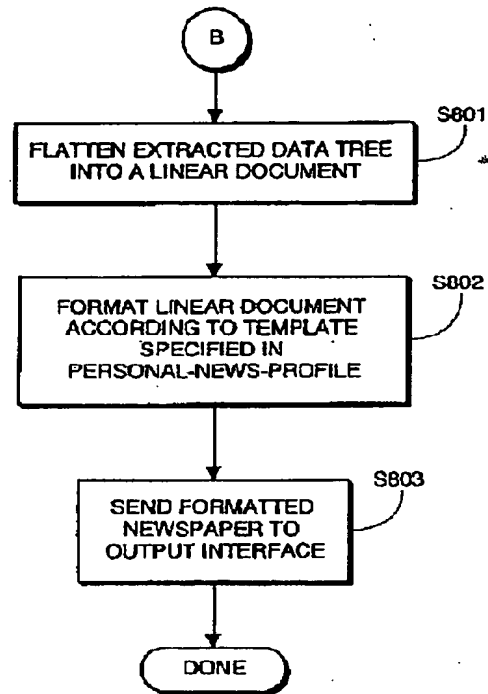 B
S801
FLATTEN EXTRACTED DATA TREE
INTO A LINEAR DOCUMENT
S802
FORMAT LINEAR DOCUMENT
ACCORDING TO TEMPLATE
SPECIFIED IN
PERSONAL-NEWS-PROFILE
S803
SEND FORMATTED
NEWSPAPER TO
OUTPUT INTERFACE
DONE